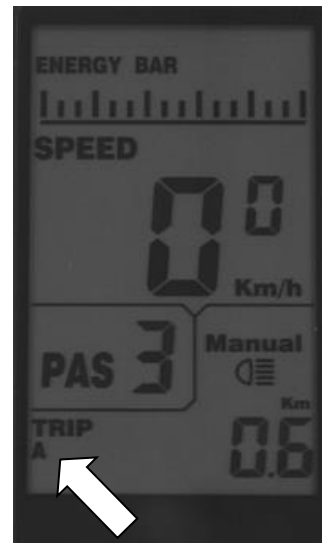 ENERGY BAR
SPEED
0 0
Km/h
PAS 3
Manual
Km
TRIP
A
0.6